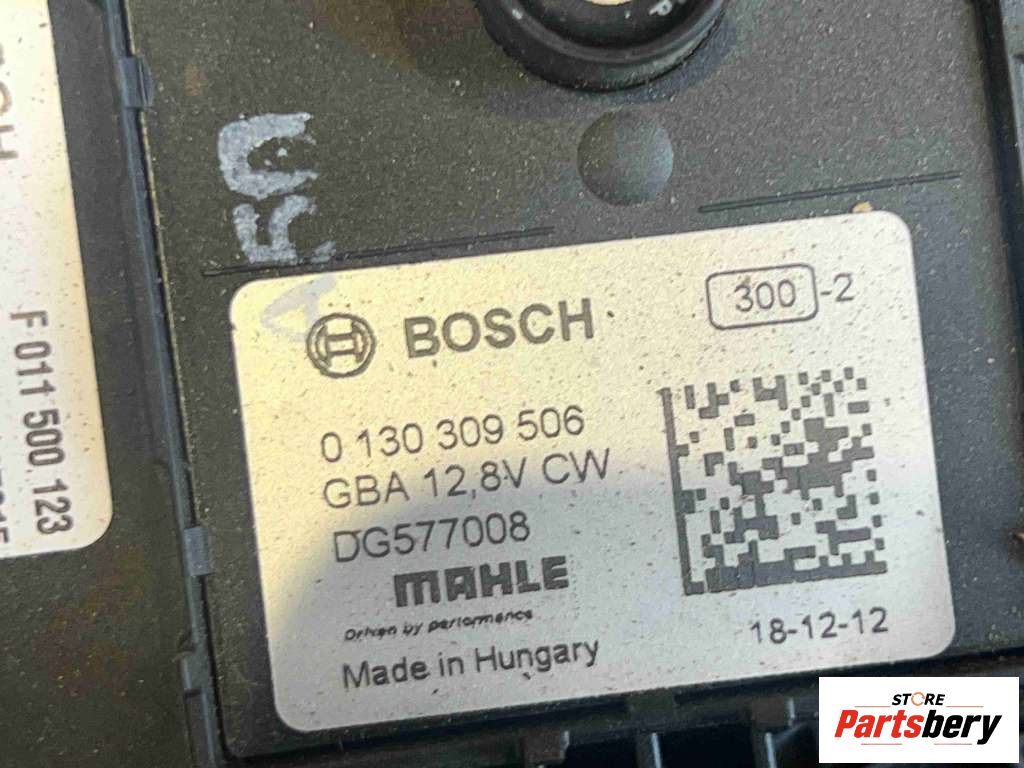 F 011 500 123
BOSCH
300 -2
0 130 309 506
GBA 12,8V CW
DG577008
MAHLE
Driven by performance
Made in Hungary
18-12-12
STORE
Partsbery